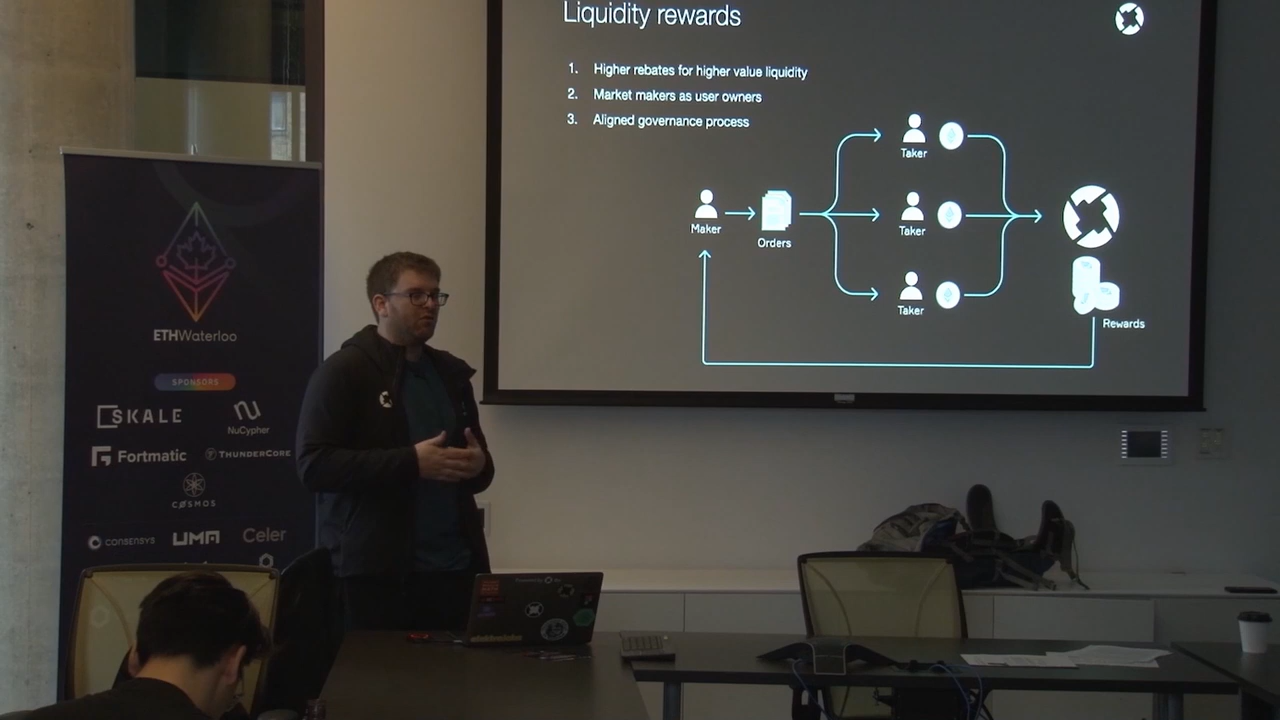 Liquidity rewards
1. Higher rebates for higher value liquidity
2. Market makers as user owners
3. Aligned governance process
Taker
Taker
Taker
Maker
Orders
Rewards
ETHWaterloo
SPONSORS
SKALE
NuCypher
Fortmatic
THUNDERCORE
COSMOS
CONSENSYS
UMA
Celer